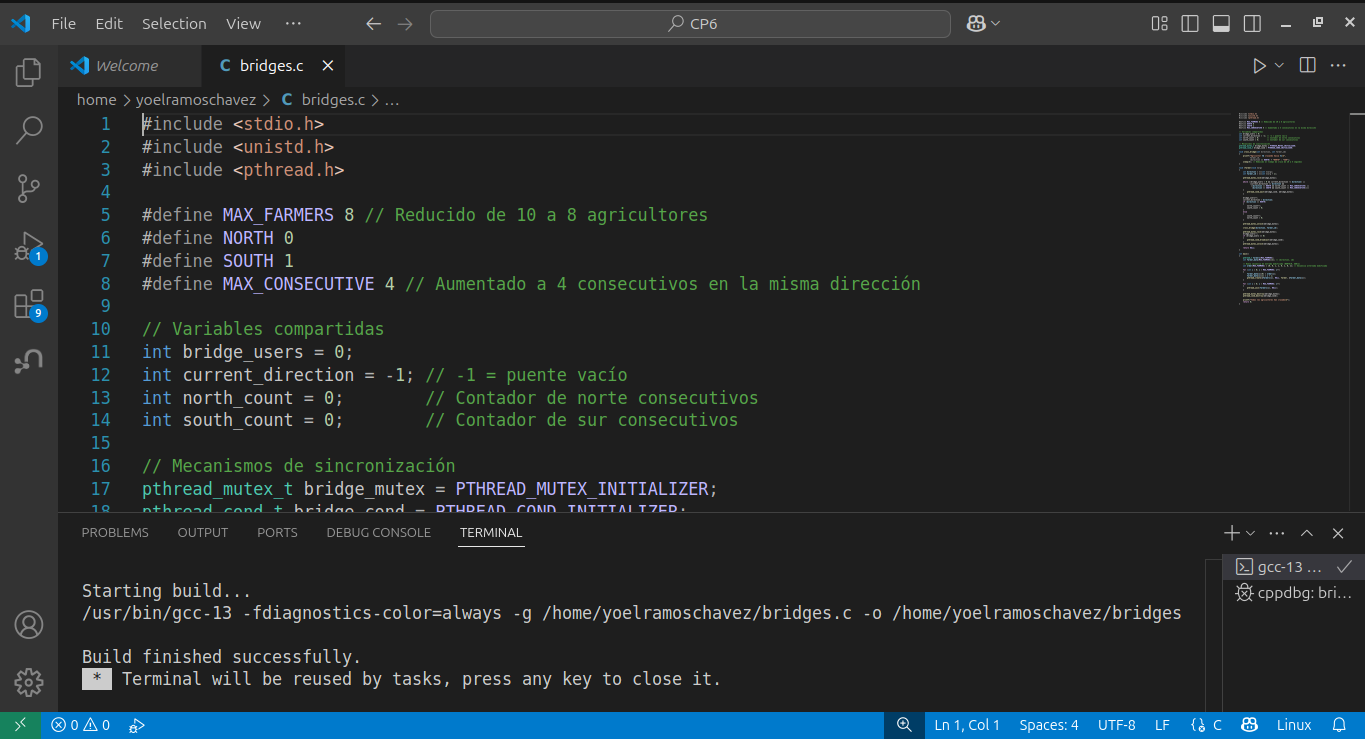 File Edit Selection View ··· CP6
Welcome C bridges.c
home > yoelramoschavez > C bridges.c > ...
1 #include <stdio.h>
2 #include <unistd.h>
3 #include <pthread.h>
4
5 #define MAX_FARMERS 8 // Reducido de 10 a 8 agricultores
6 #define NORTH 0
7 #define SOUTH 1
8 #define MAX_CONSECUTIVE 4 // Aumentado a 4 consecutivos en la misma dirección
9
10 // Variables compartidas
11 int bridge_users = 0;
12 int current_direction = -1; // -1 = puente vacío
13 int north_count = 0; // Contador de norte consecutivos
14 int south_count = 0; // Contador de sur consecutivos
15
16 // Mecanismos de sincronización
17 pthread_mutex_t bridge_mutex = PTHREAD_MUTEX_INITIALIZER;
18 pthread_cond_t bridge_cond = PTHREAD_COND_INITIALIZER;
1
9
PROBLEMS OUTPUT PORTS DEBUG CONSOLE TERMINAL
Starting build...
/usr/bin/gcc-13 -fdiagnostics-color=always -g /home/yoelramoschavez/bridges.c -o /home/yoelramoschavez/bridges
Build finished successfully.
* Terminal will be reused by tasks, press any key to close it.
gcc-13 ...
cppdbg: bri...
0 0 Ln 1, Col 1 Spaces: 4 UTF-8 LF {} C Linux